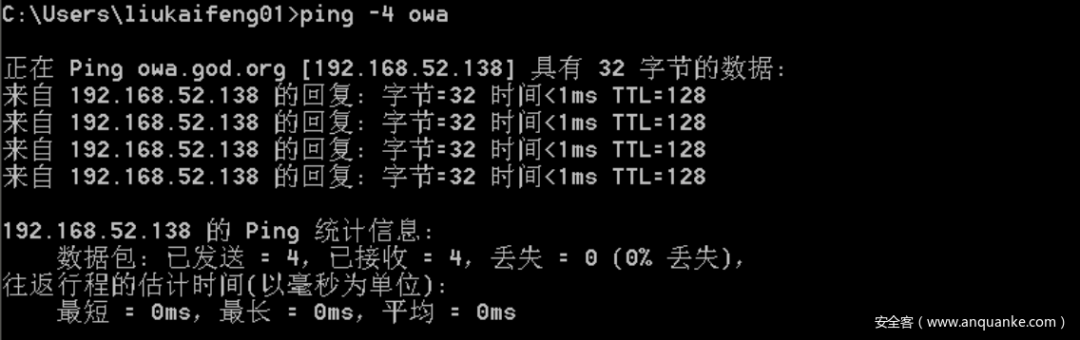 C:\Users\liukaifeng01>ping -4 owa
正在 Ping owa.god.org [192.168.52.138] 具有 32 字节的数据:
来自 192.168.52.138 的回复: 字节=32 时间<1ms TTL=128
来自 192.168.52.138 的回复: 字节=32 时间<1ms TTL=128
来自 192.168.52.138 的回复: 字节=32 时间<1ms TTL=128
来自 192.168.52.138 的回复: 字节=32 时间<1ms TTL=128
192.168.52.138 的 Ping 统计信息:
数据包: 已发送 = 4, 已接收 = 4, 丢失 = 0 (0% 丢失),
往返行程的估计时间(以毫秒为单位):
最短 = 0ms, 最长 = 0ms, 平均 = 0ms
安全客（www.anquanke.com）